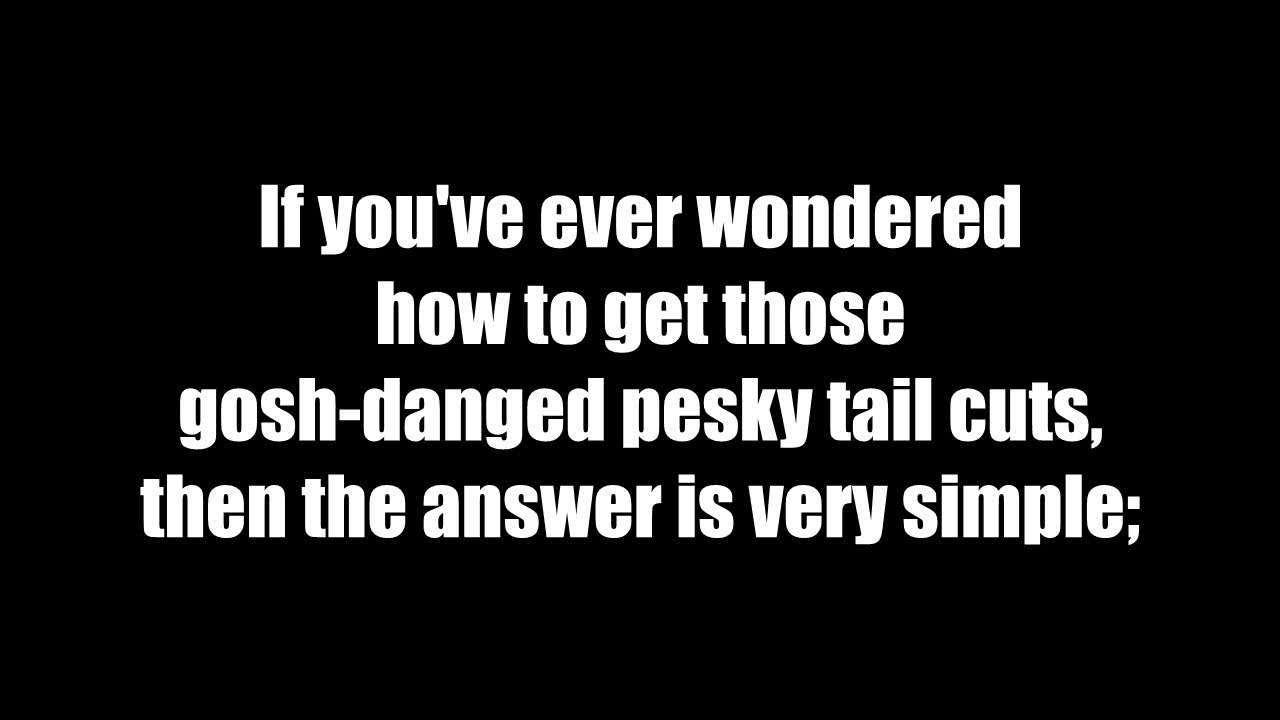 If you've ever wondered
how to get those
gosh-danged pesky tail cuts,
then the answer is very simple;